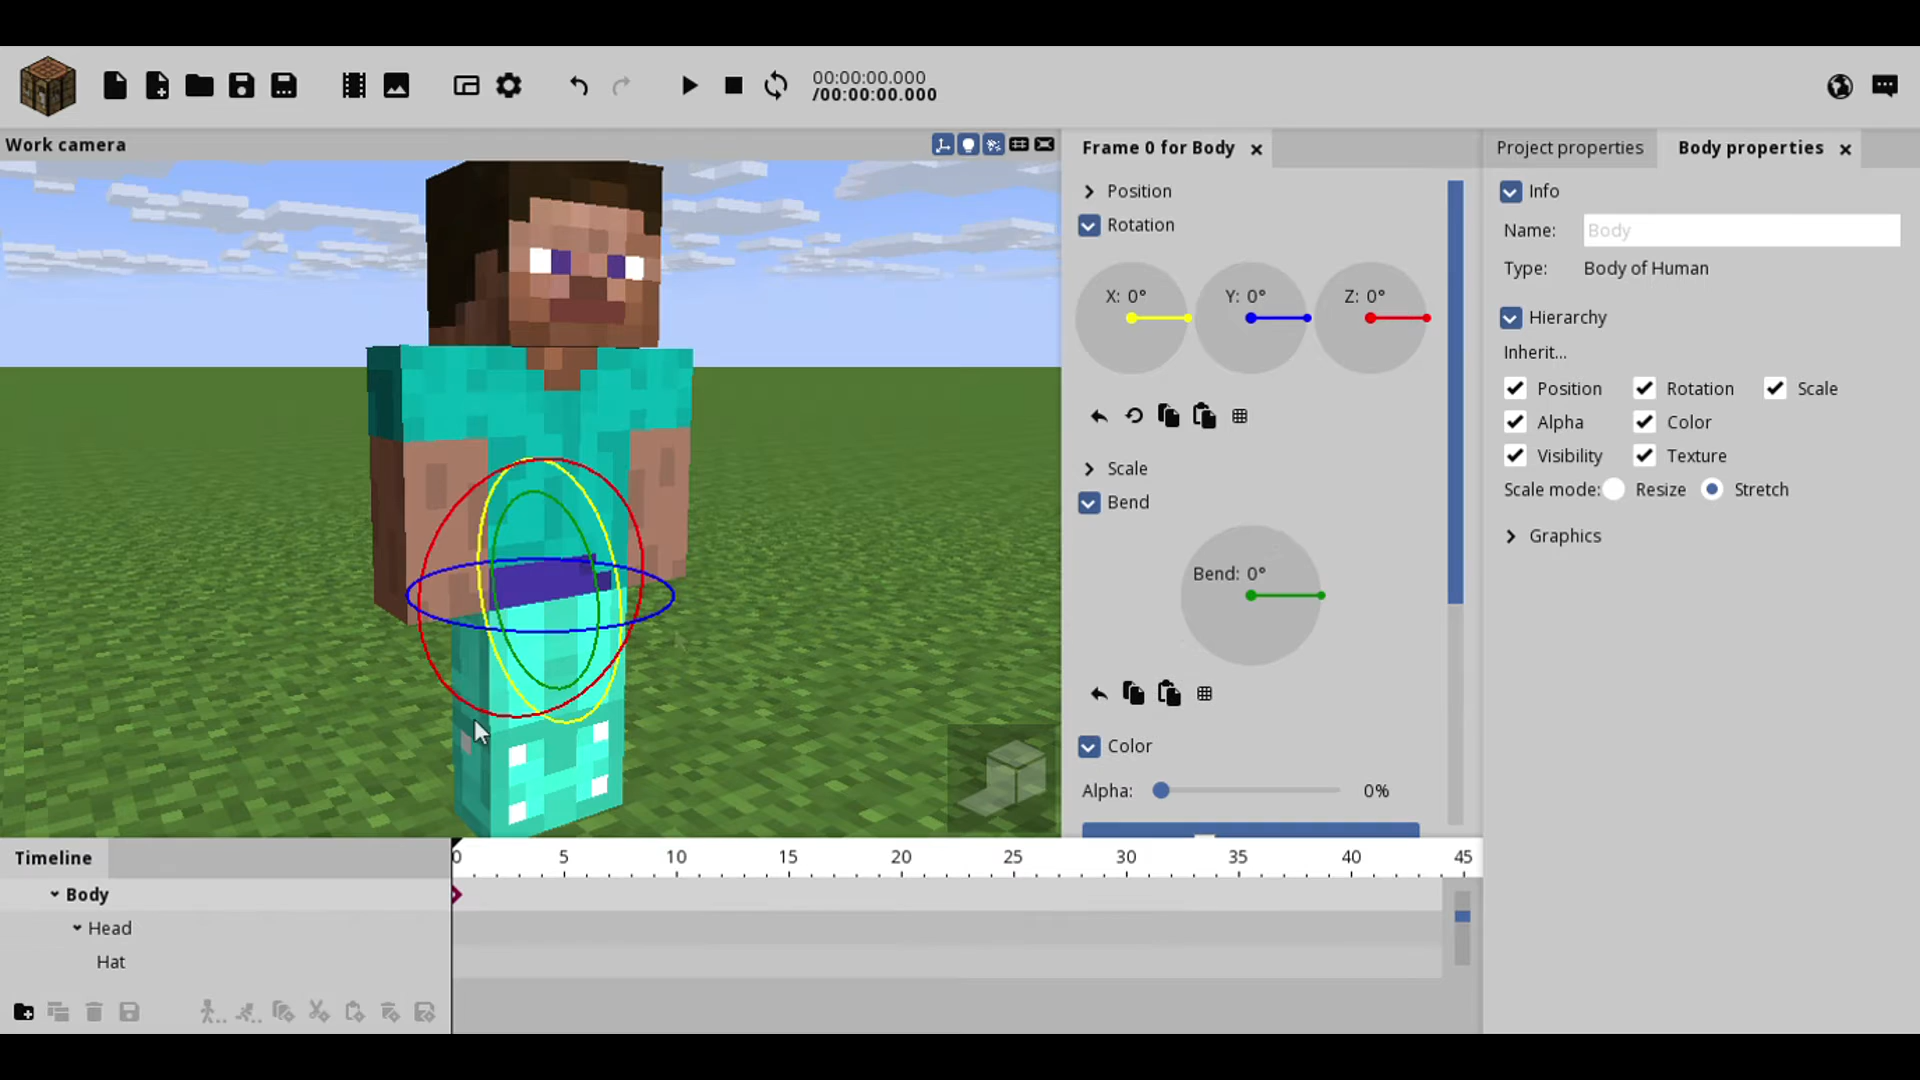 00:00:00.000
/00:00:00.000
Work camera
Frame 0 for Body
Position
Rotation
X: 0°
Y: 0°
Z: 0°
Scale
Bend
Bend: 0°
Color
Alpha:
0%
Project properties
Body properties
Info
Name:
Body
Type:
Body of Human
Hierarchy
Inherit...
Position
Rotation
Scale
Alpha
Color
Visibility
Texture
Scale mode:
Resize
Stretch
Graphics
Timeline
0
5
10
15
20
25
30
35
40
45
Body
Head
Hat